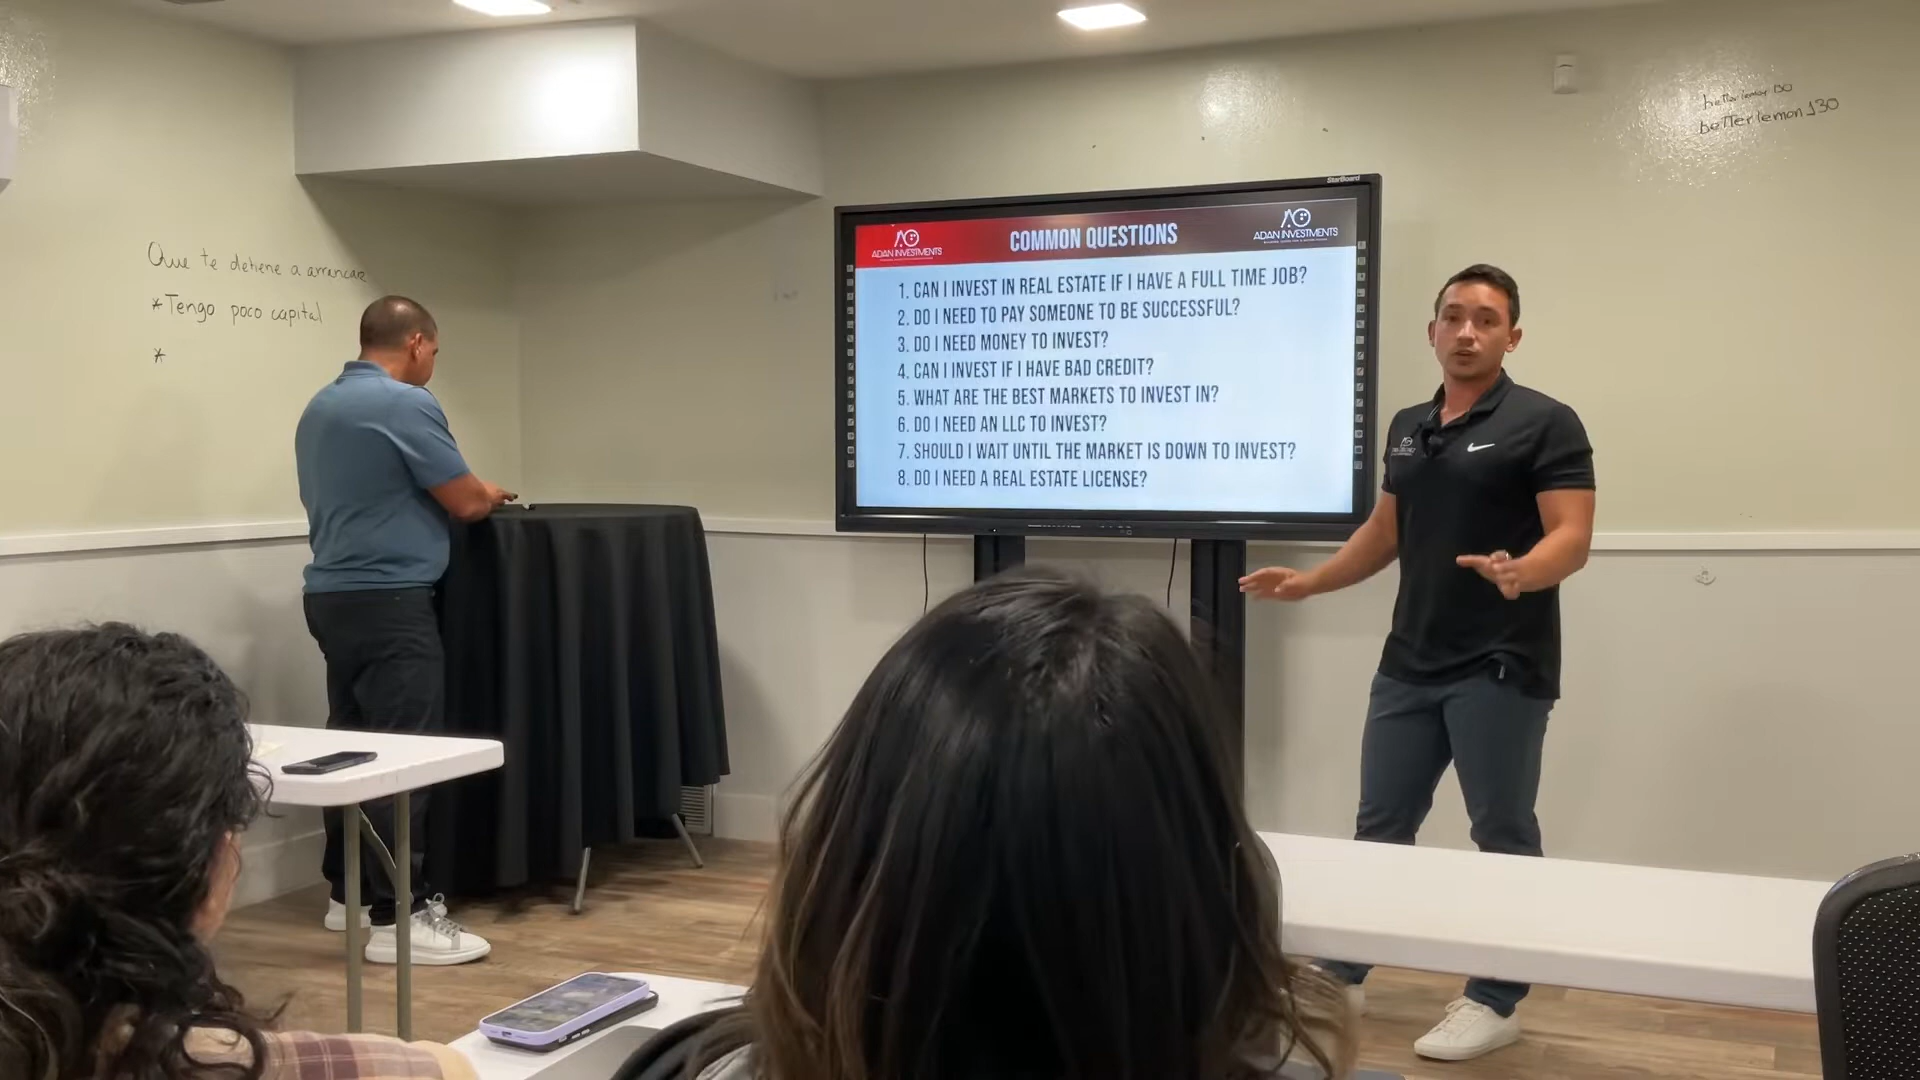 Que te detiene a arrancar
*Tengo poco capital
*
StarBoard
ADAN INVESTMENTS
COMMON QUESTIONS
ADAN INVESTMENTS
1. CAN I INVEST IN REAL ESTATE IF I HAVE A FULL TIME JOB?
2. DO I NEED TO PAY SOMEONE TO BE SUCCESSFUL?
3. DO I NEED MONEY TO INVEST?
4. CAN I INVEST IF I HAVE BAD CREDIT?
5. WHAT ARE THE BEST MARKETS TO INVEST IN?
6. DO I NEED AN LLC TO INVEST?
7. SHOULD I WAIT UNTIL THE MARKET IS DOWN TO INVEST?
8. DO I NEED A REAL ESTATE LICENSE?
betterlemon130